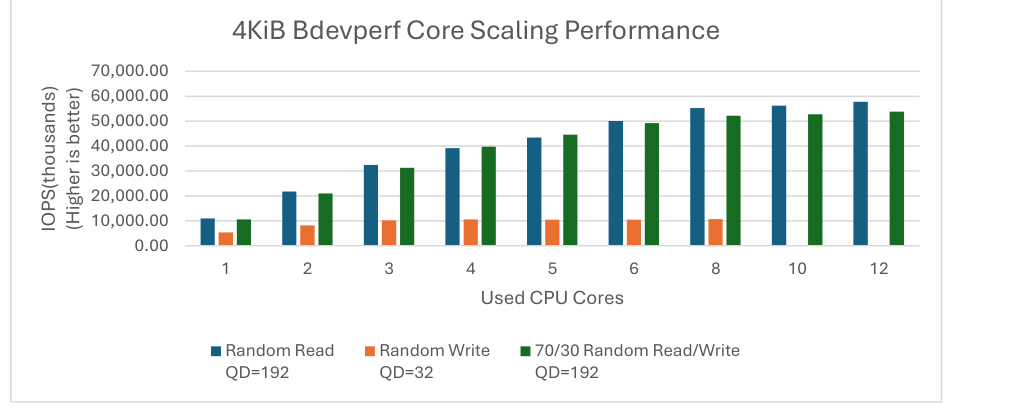 4KiB Bdevperf Core Scaling Performance
IOPS(thousands)
(Higher is better)
70,000.00
60,000.00
50,000.00
40,000.00
30,000.00
20,000.00
10,000.00
0.00
1 2 3 4 5 6 8 10 12
Used CPU Cores
Random Read
QD=192
Random Write
QD=32
70/30 Random Read/Write
QD=192